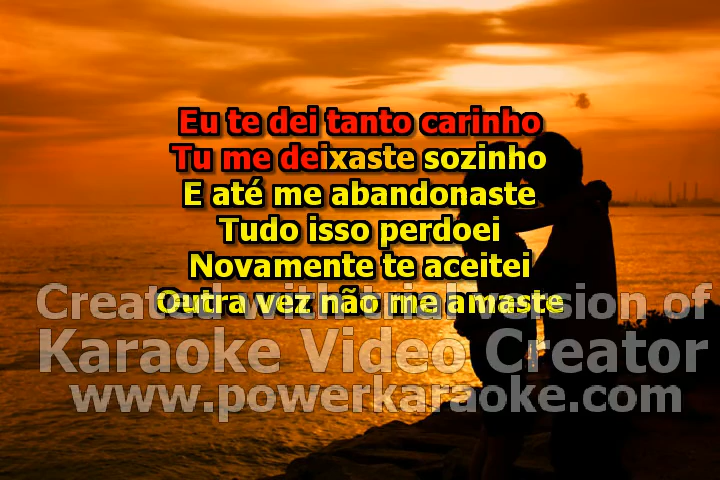 Eu te dei tanto carinho
Tu me deixaste sozinho
E até me abandonaste
Tudo isso perdoei
Novamente te aceitei
Outra vez não me amaste
Created with trial version of
Karaoke Video Creator
www.powerkaraoke.com